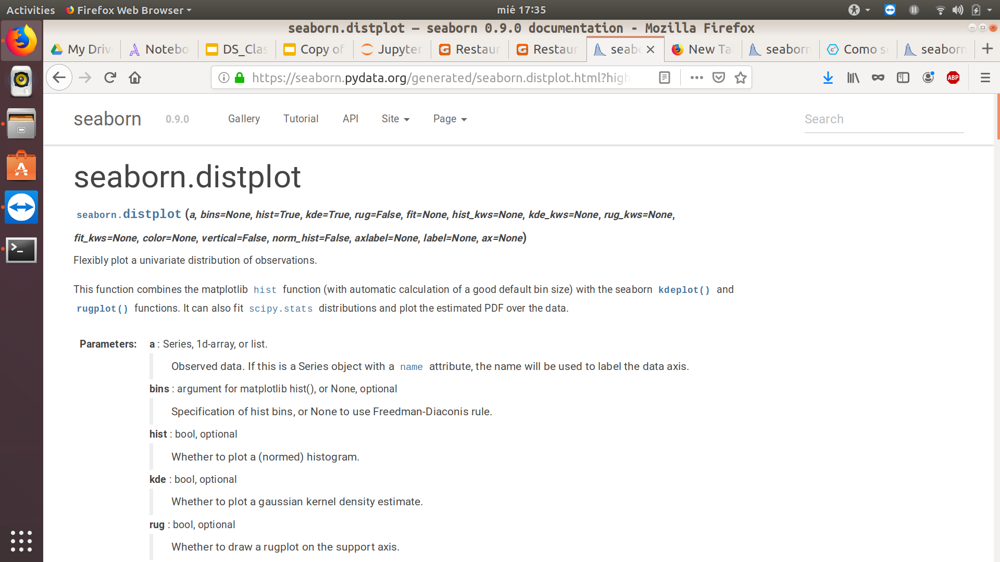 Activities Firefox Web Browser mié 17:35
seaborn.distplot — seaborn 0.9.0 documentation - Mozilla Firefox
My Driv Notebo DS_Clas Copy of Jupyter Restaur Restaur seabo New Ta seaborn Como se seaborn
https://seaborn.pydata.org/generated/seaborn.distplot.html?high ABP
seaborn 0.9.0 Gallery Tutorial API Site Page Search
seaborn.distplot
seaborn.distplot (a, bins=None, hist=True, kde=True, rug=False, fit=None, hist_kws=None, kde_kws=None, rug_kws=None,
fit_kws=None, color=None, vertical=False, norm_hist=False, axlabel=None, label=None, ax=None)
Flexibly plot a univariate distribution of observations.
This function combines the matplotlib hist function (with automatic calculation of a good default bin size) with the seaborn kdeplot() and
rugplot() functions. It can also fit scipy.stats distributions and plot the estimated PDF over the data.
Parameters: a : Series, 1d-array, or list.
Observed data. If this is a Series object with a name attribute, the name will be used to label the data axis.
bins : argument for matplotlib hist(), or None, optional
Specification of hist bins, or None to use Freedman-Diaconis rule.
hist : bool, optional
Whether to plot a (normed) histogram.
kde : bool, optional
Whether to plot a gaussian kernel density estimate.
rug : bool, optional
Whether to draw a rugplot on the support axis.